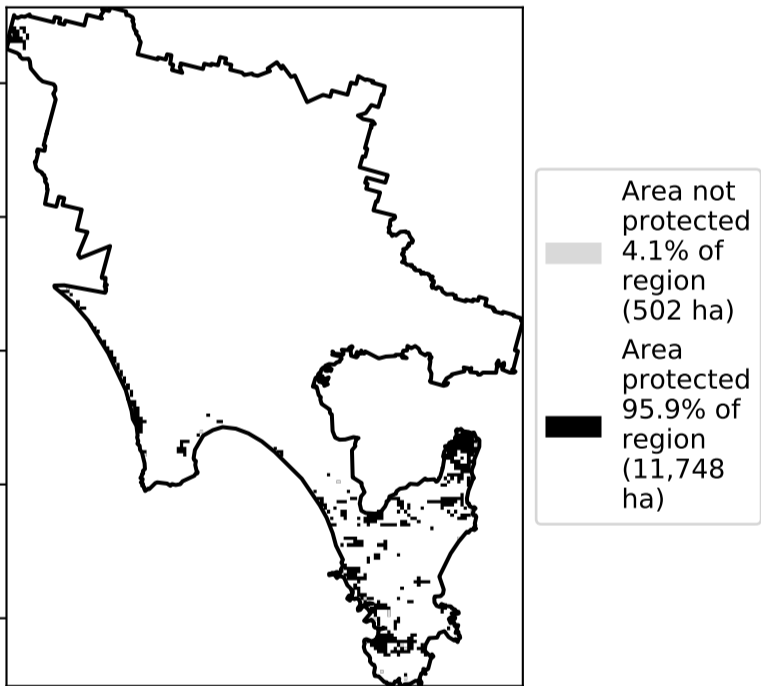 Area not
protected
4.1% of
region
(502 ha)
Area
protected
95.9% of
region
(11,748
ha)